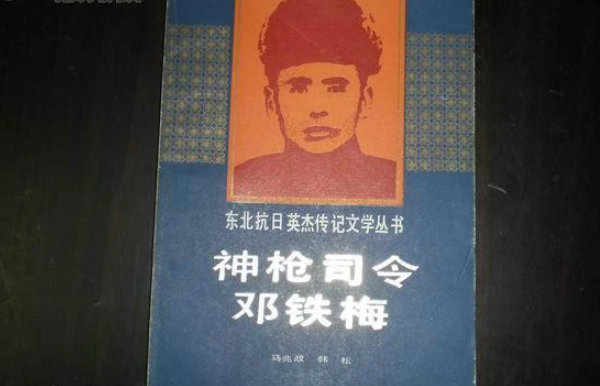 东北抗日英杰传记文学丛书
神枪司令
邓铁梅
马兆政 韩 松